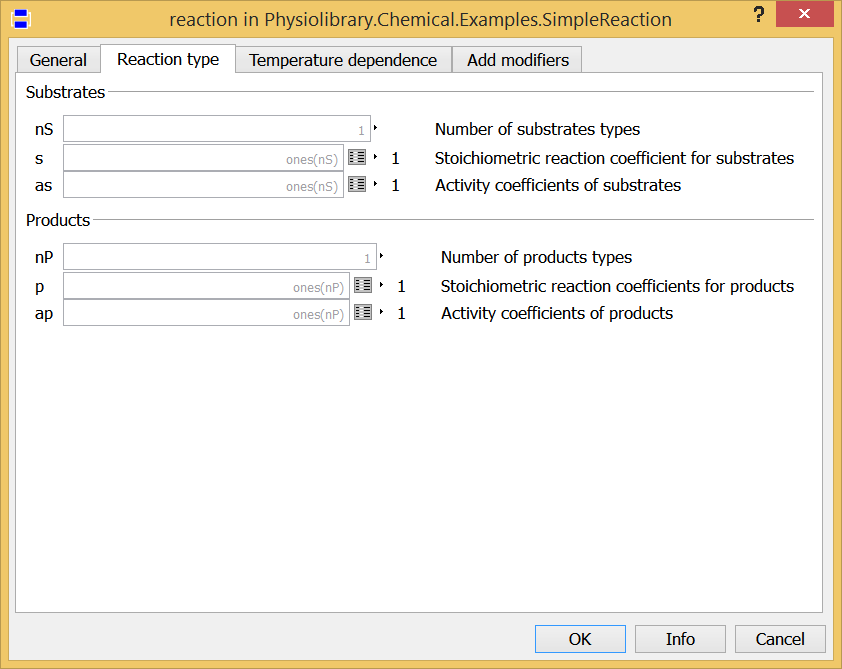 reaction in Physiolibrary.Chemical.Examples.SimpleReaction ?
General Reaction type Temperature dependence Add modifiers
Substrates
nS 1 Number of substrates types
s ones(nS) 1 Stoichiometric reaction coefficient for substrates
as ones(nS) 1 Activity coefficients of substrates
Products
nP 1 Number of products types
p ones(nP) 1 Stoichiometric reaction coefficients for products
ap ones(nP) 1 Activity coefficients of products
OK Info Cancel